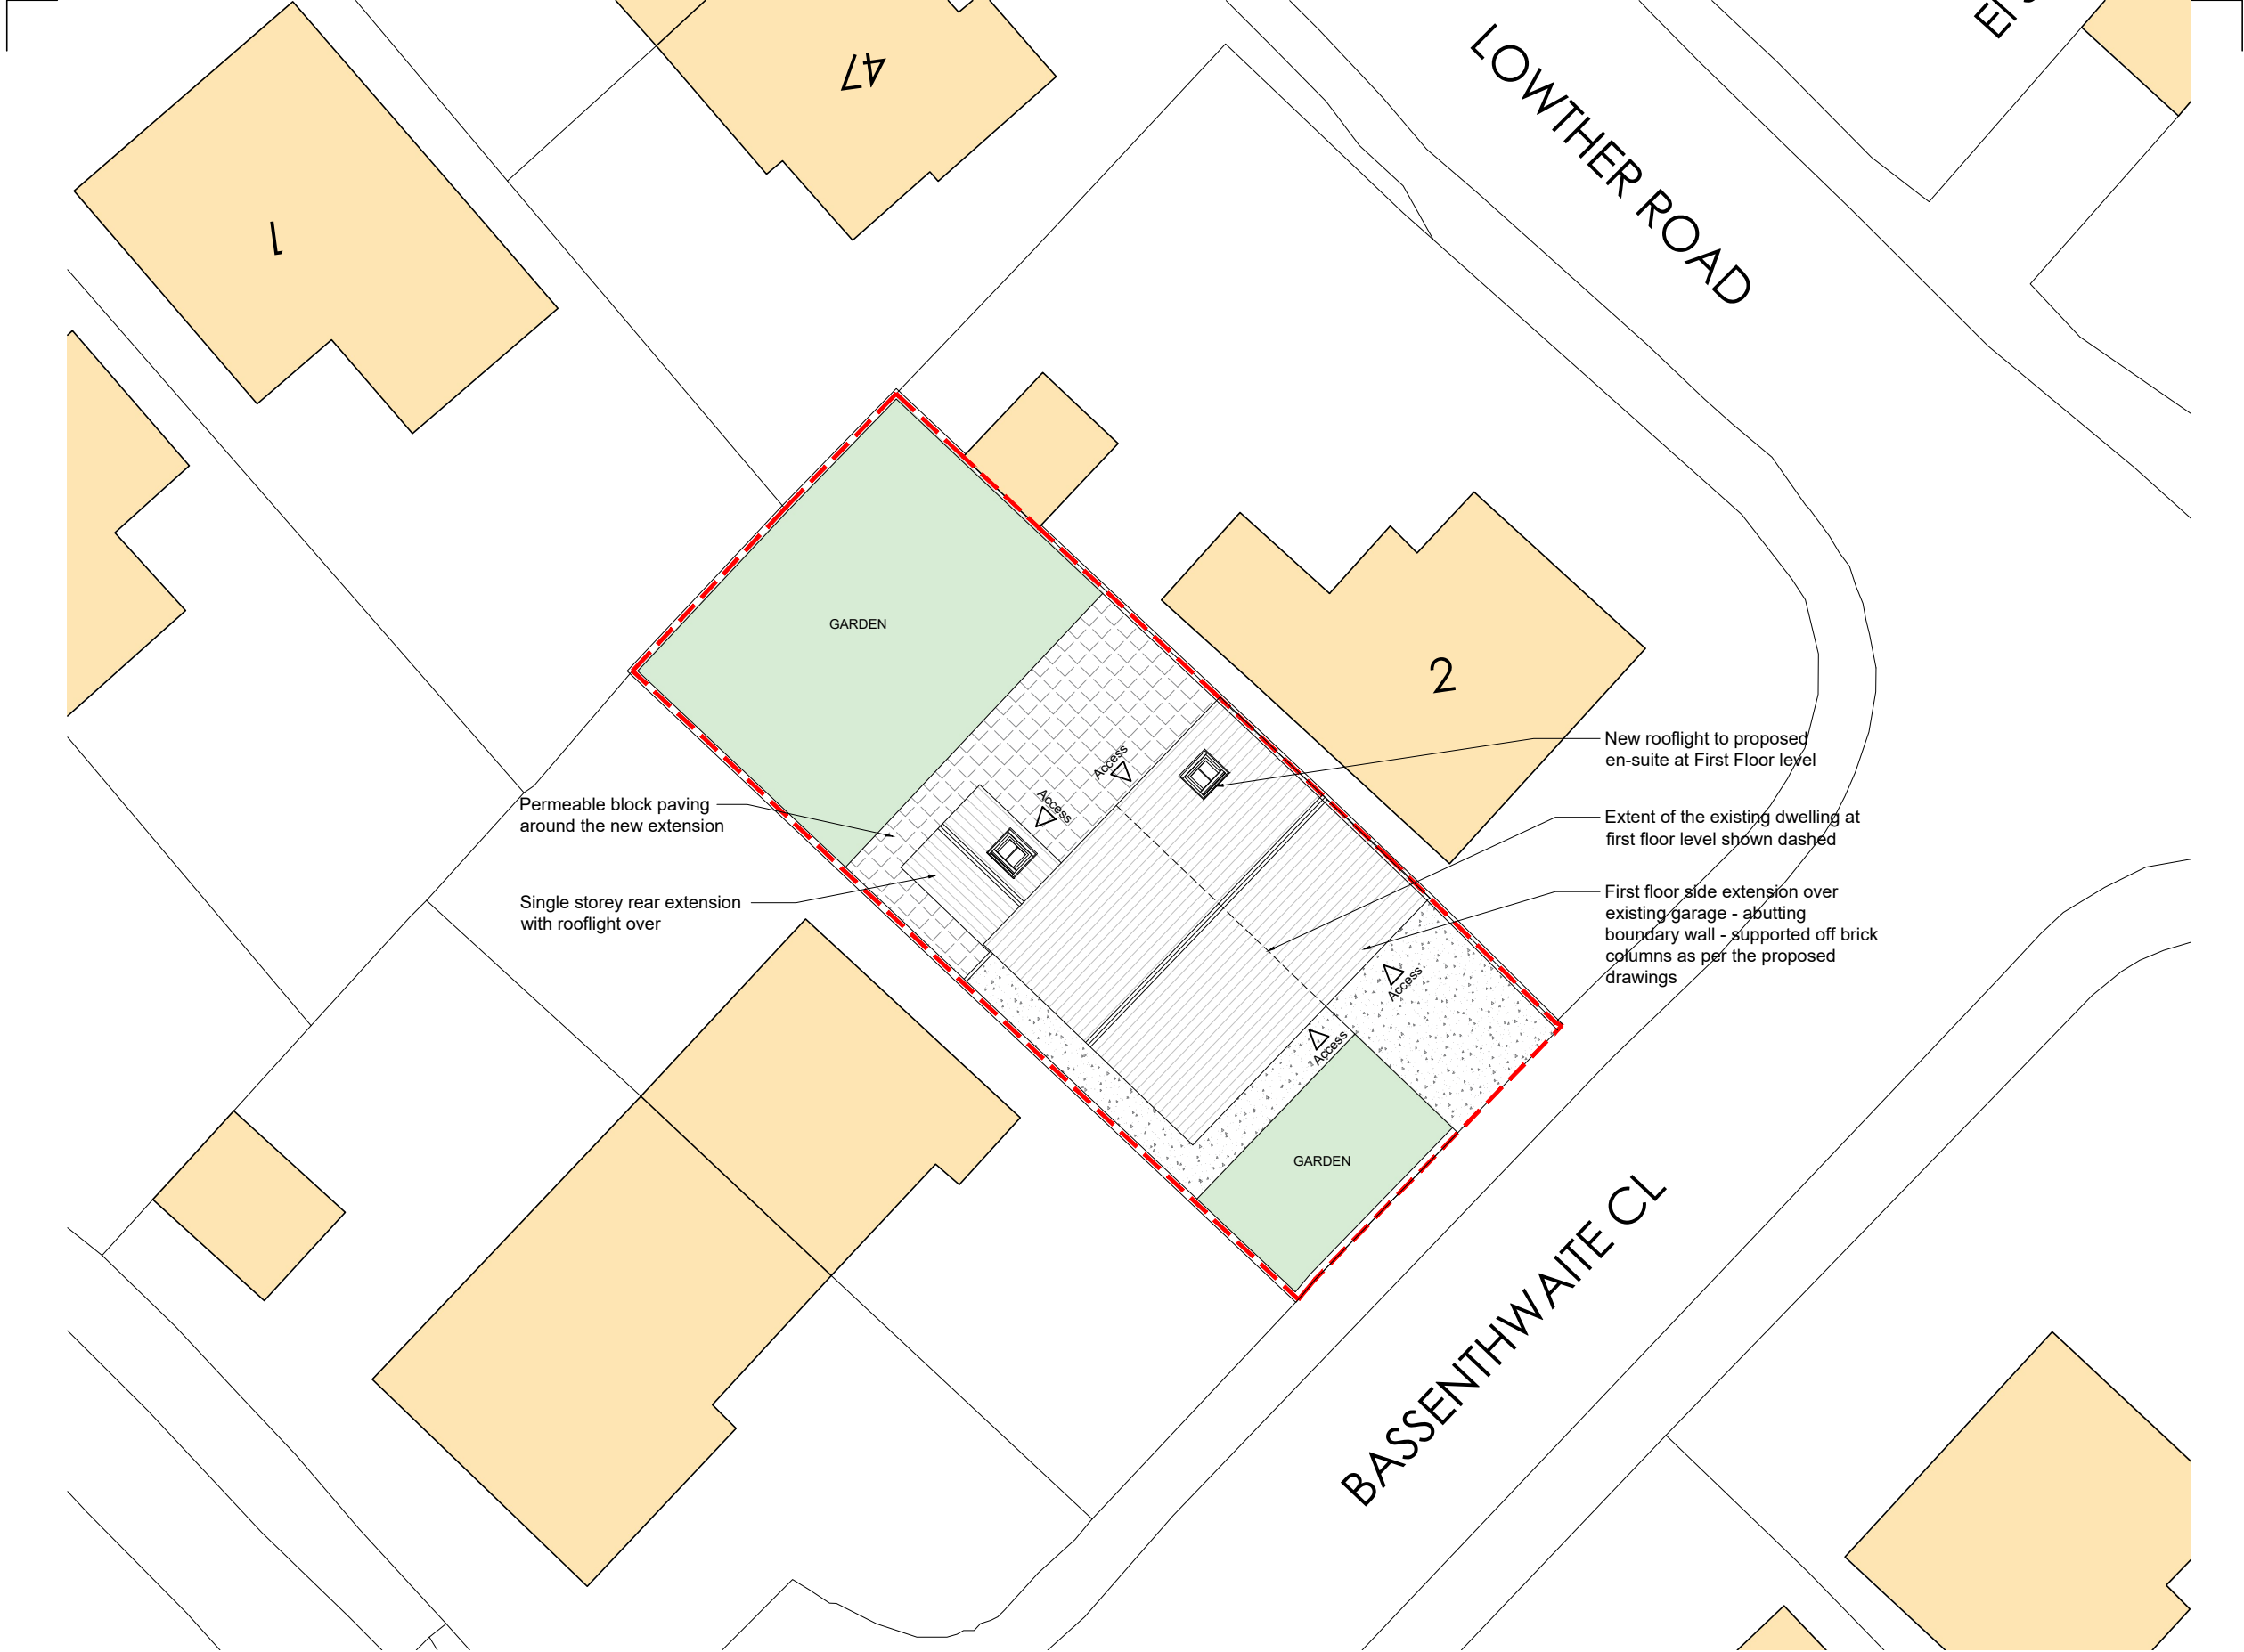 47
LOWTHER ROAD
1
GARDEN
2
New rooflight to proposed
en-suite at First Floor level
Access
Access
Permeable block paving
around the new extension
Extent of the existing dwelling at
first floor level shown dashed
Single storey rear extension
with rooflight over
First floor side extension over
existing garage - abutting
boundary wall - supported off brick
columns as per the proposed
drawings
Access
Access
GARDEN
BASSENTHWAITE CL